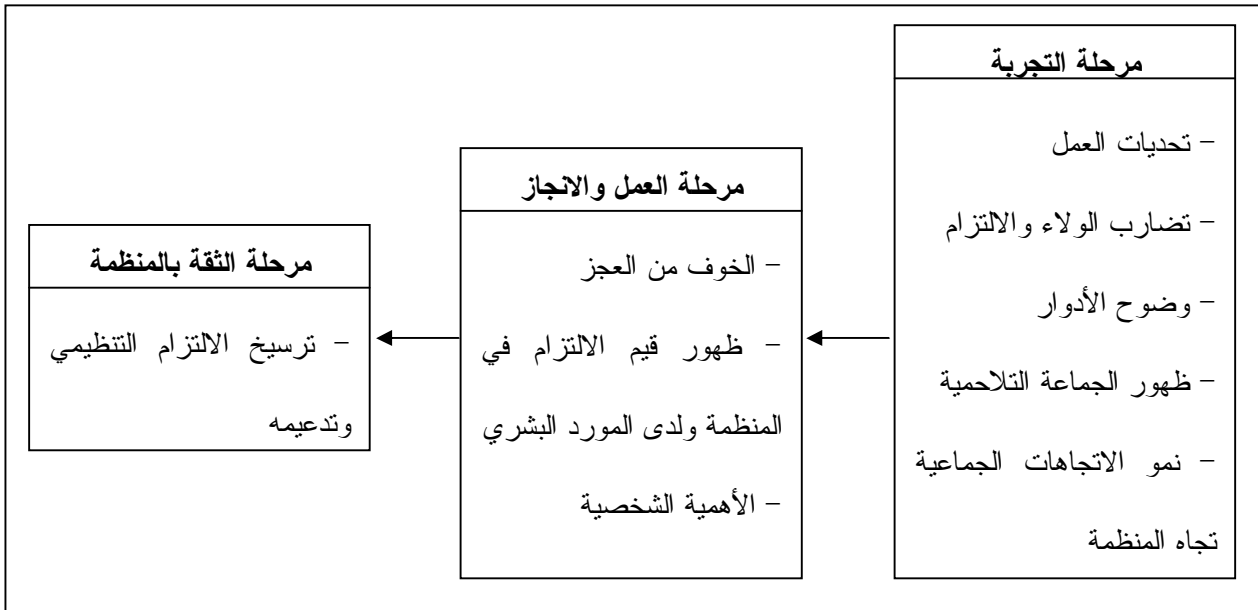 مرحلة التجربة
– تحديات العمل
– تضارب الولاء والالتزام
– وضوح الأدوار
– ظهور الجماعة التلاحمية
– نمو الاتجاهات الجماعية
تجاه المنظمة
مرحلة العمل والانجاز
– الخوف من العجز
– ظهور قيم الالتزام في
المنظمة ولدى المورد البشري
– الأهمية الشخصية
مرحلة الثقة بالمنظمة
– ترسيخ الالتزام التنظيمي
وتدعيمه